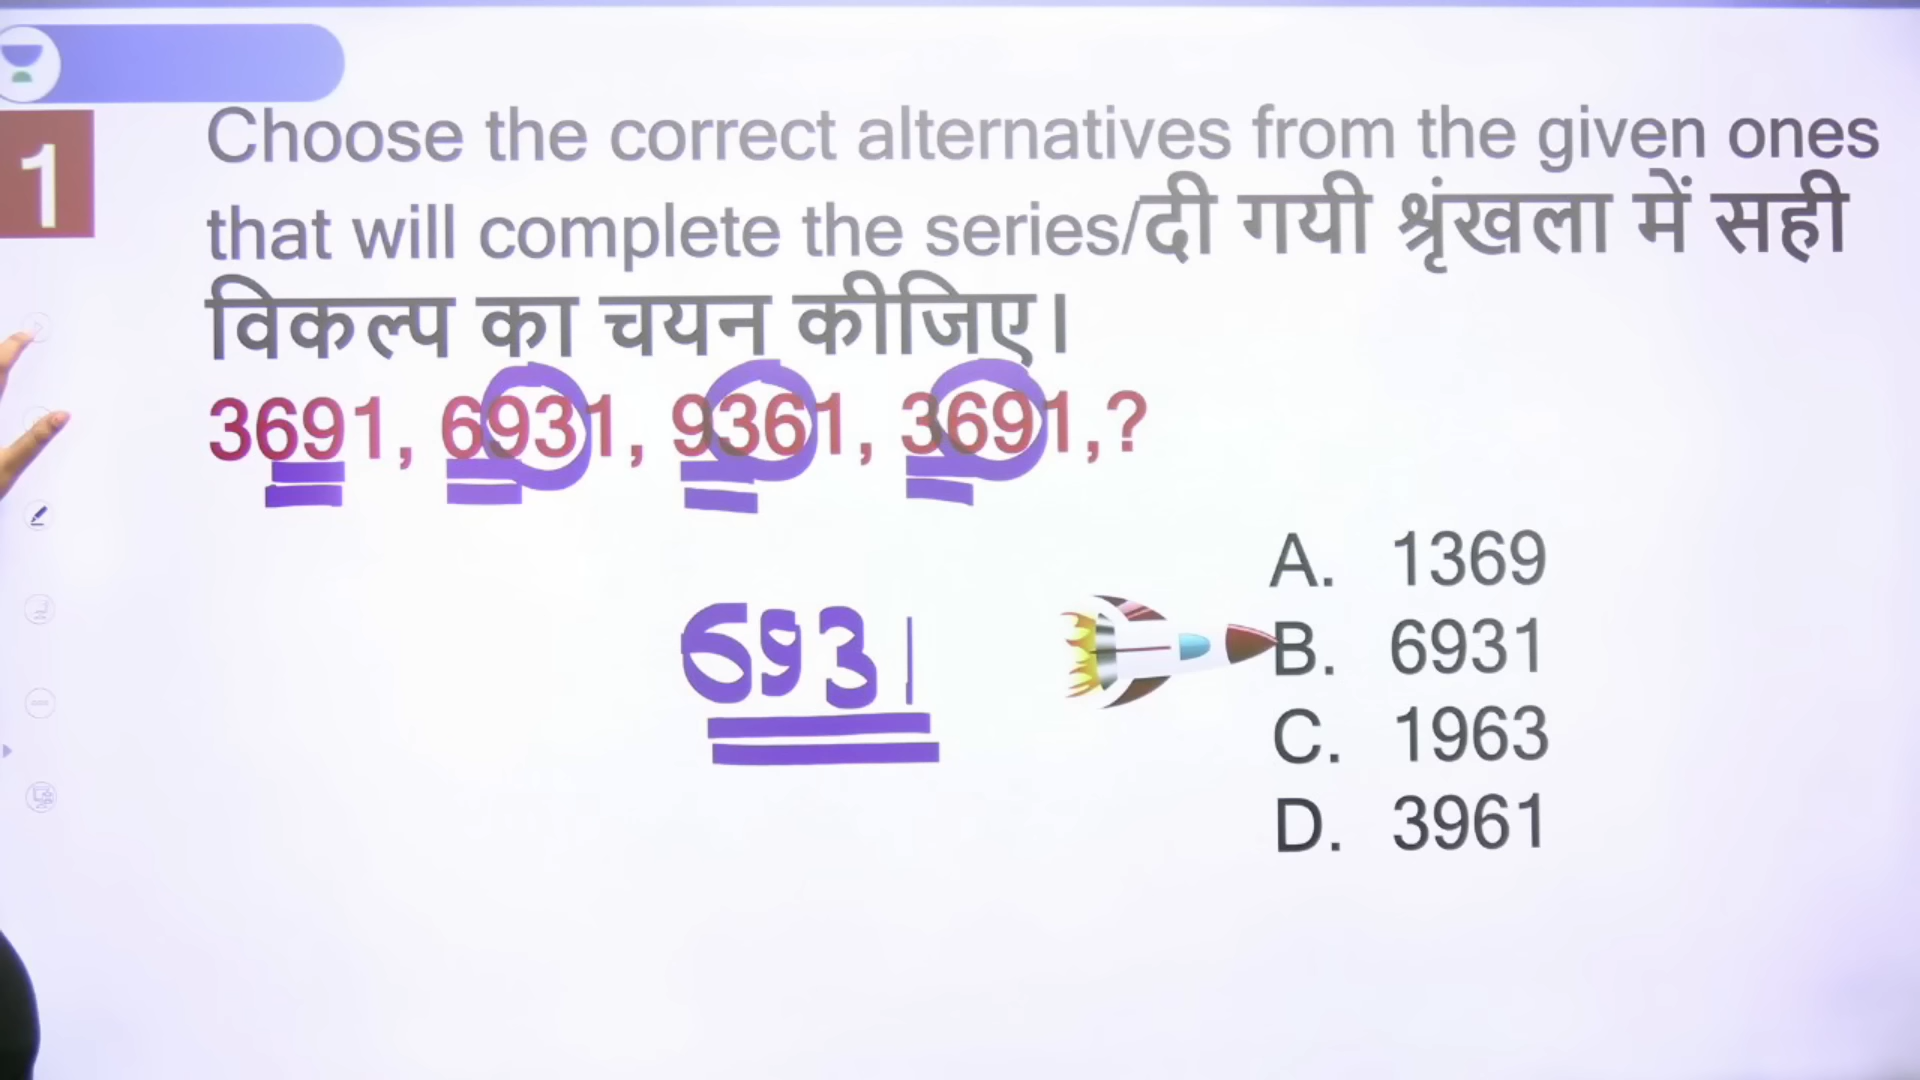 1
Choose the correct alternatives from the given ones
that will complete the series/दी गयी श्रृंखला में सही
विकल्प का चयन कीजिए।
3691, 6931, 9361, 3691,?
6931
A. 1369
B. 6931
C. 1963
D. 3961